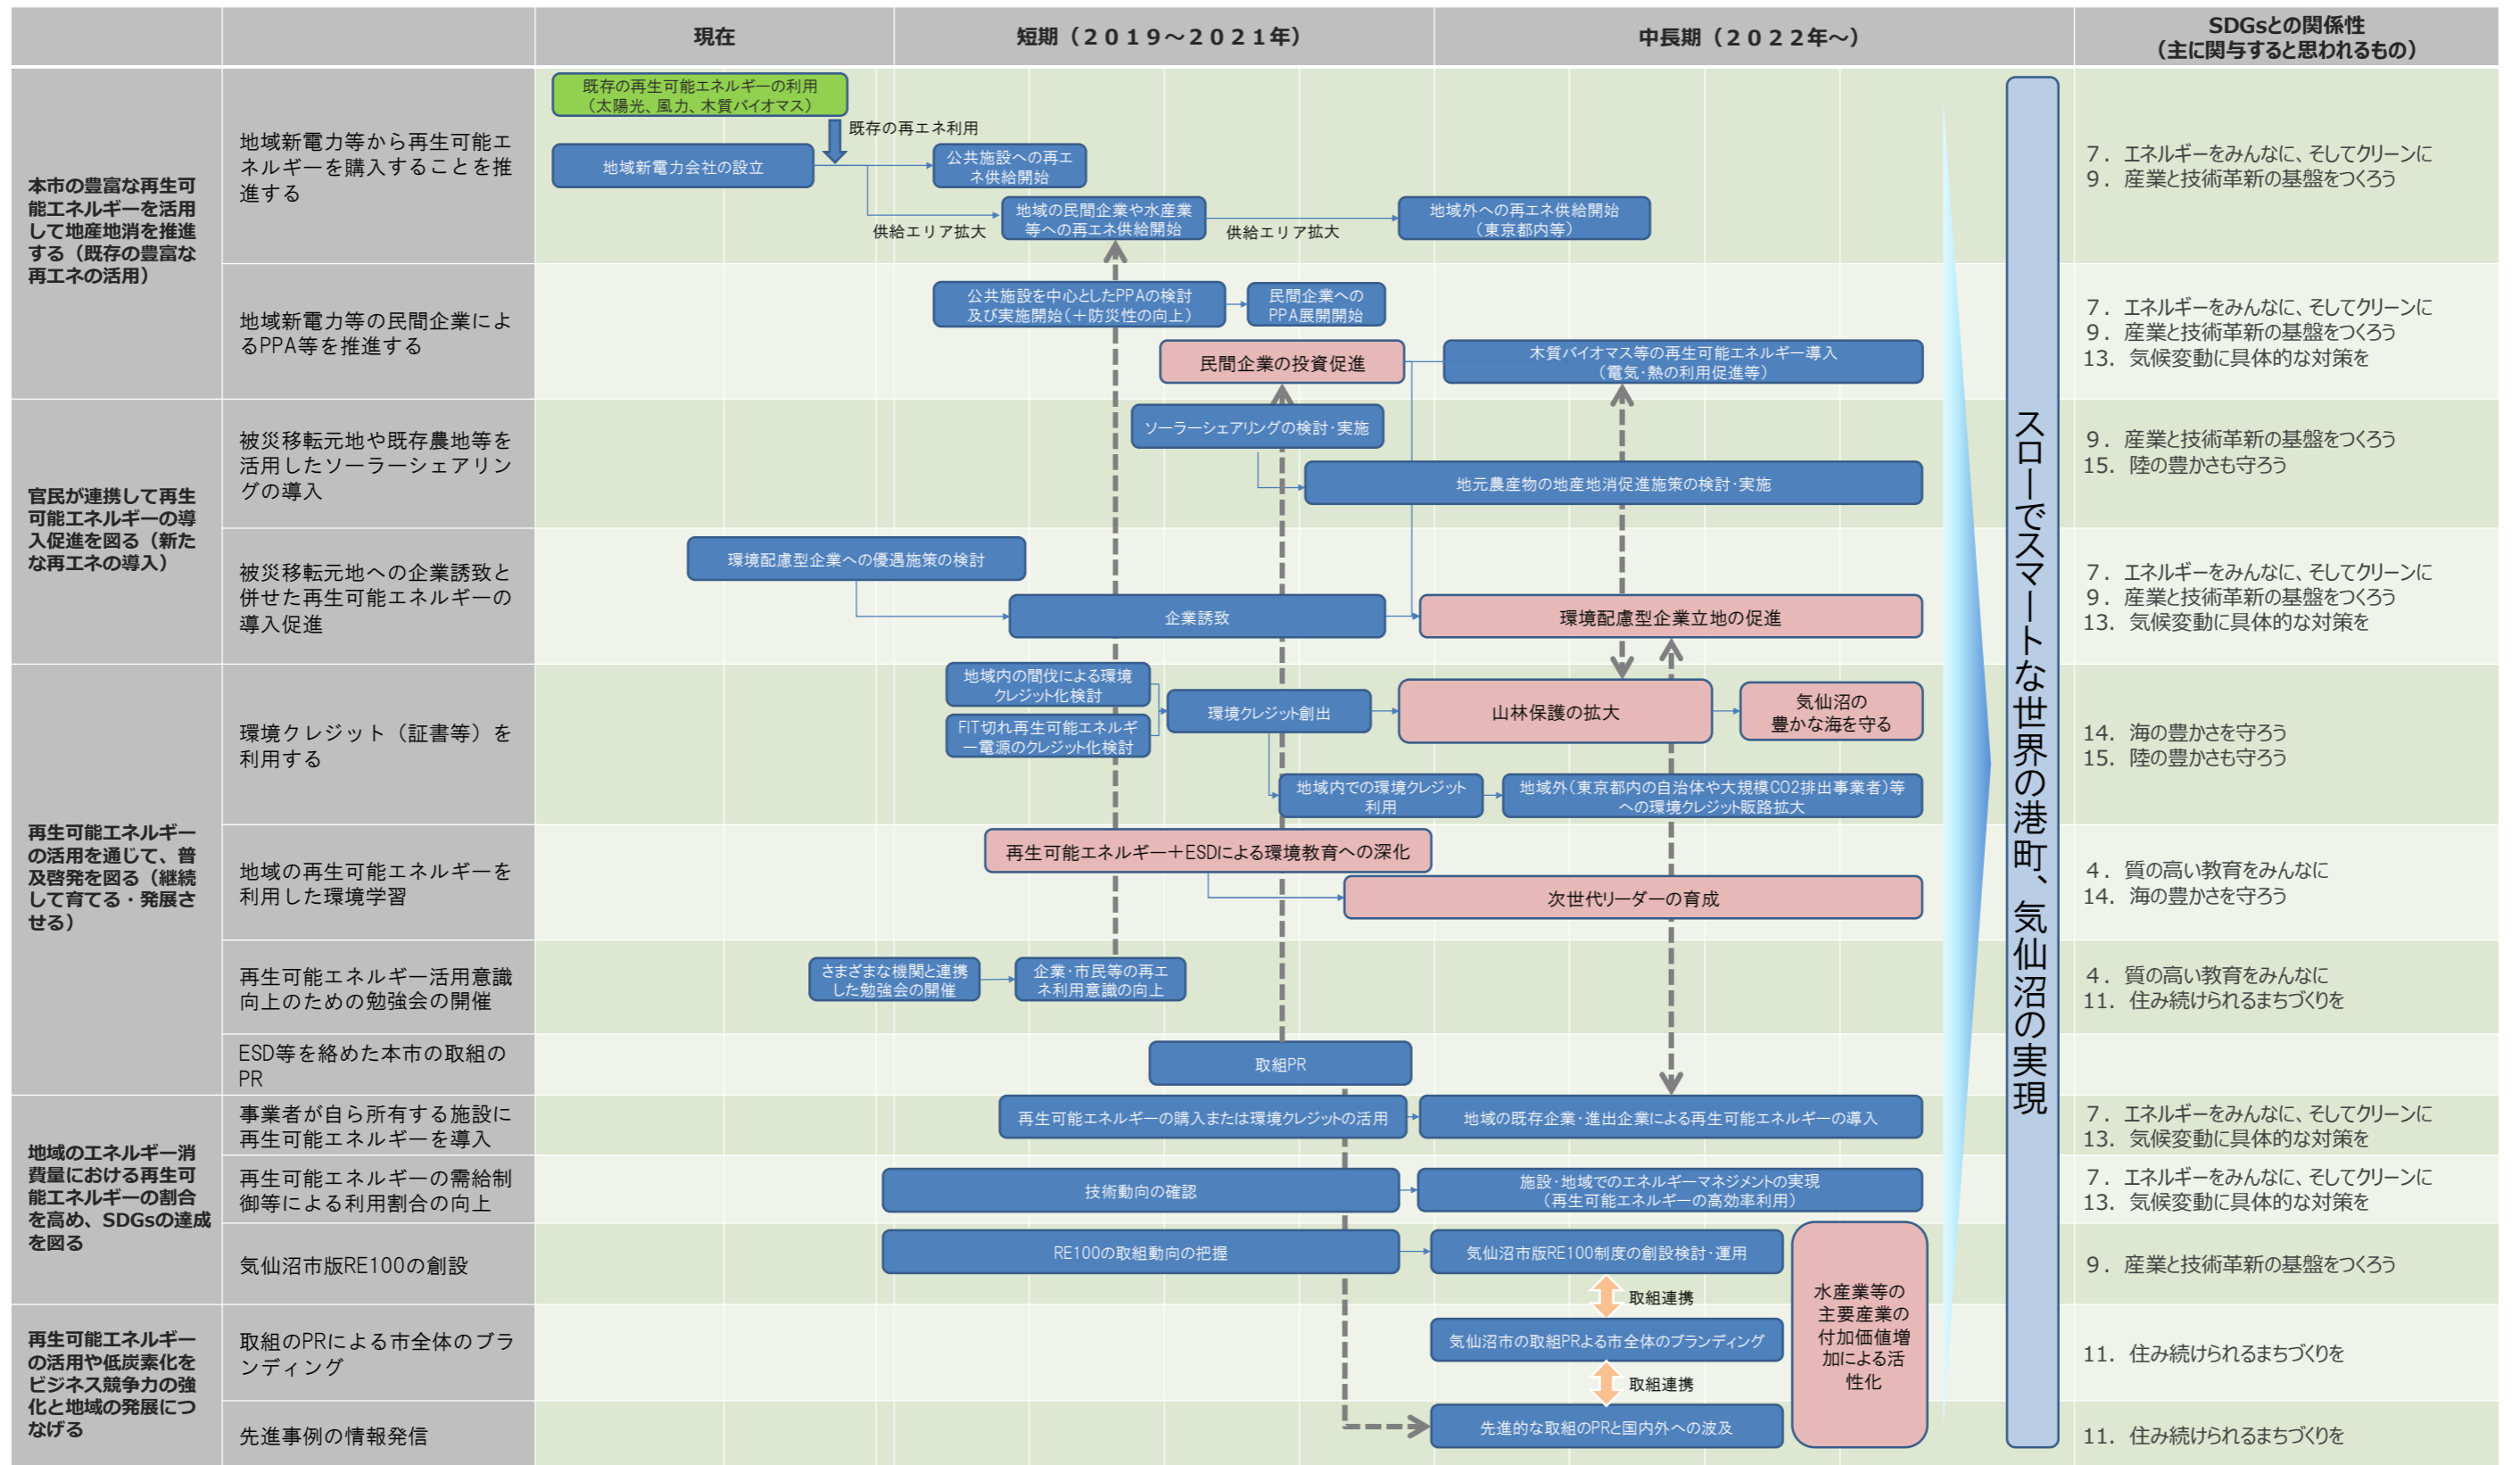 現在
短期（２０１９～２０２１年）
中長期（２０２２年～）
SDGsとの関係性
（主に関与すると思われるもの）
本市の豊富な再生可
能エネルギーを活用
して地産地消を推進
する（既存の豊富な
再エネの活用）
地域新電力等から再生可能エ
ネルギーを購入することを推
進する
既存の再生可能エネルギーの利用
（太陽光、風力、木質バイオマス）
既存の再エネ利用
地域新電力会社の設立
公共施設への再エ
ネ供給開始
供給エリア拡大
地域の民間企業や水産業
等への再エネ供給開始
供給エリア拡大
地域外への再エネ供給開始
（東京都内等）
7． エネルギーをみんなに、そしてクリーンに
9． 産業と技術革新の基盤をつくろう
地域新電力等の民間企業によ
るPPA等を推進する
公共施設を中心としたPPAの検討
及び実施開始（＋防災性の向上）
民間企業への
PPA展開開始
民間企業の投資促進
木質バイオマス等の再生可能エネルギー導入
（電気・熱の利用促進等）
7． エネルギーをみんなに、そしてクリーンに
9． 産業と技術革新の基盤をつくろう
13． 気候変動に具体的な対策を
官民が連携して再生
可能エネルギーの導
入促進を図る（新た
な再エネの導入）
被災移転元地や既存農地等を
活用したソーラーシェアリン
グの導入
ソーラーシェアリングの検討・実施
地元農産物の地産地消促進施策の検討・実施
9． 産業と技術革新の基盤をつくろう
15． 陸の豊かさも守ろう
被災移転元地への企業誘致と
併せた再生可能エネルギーの
導入促進
環境配慮型企業への優遇施策の検討
企業誘致
環境配慮型企業立地の促進
7． エネルギーをみんなに、そしてクリーンに
9． 産業と技術革新の基盤をつくろう
13． 気候変動に具体的な対策を
再生可能エネルギー
の活用を通じて、普
及啓発を図る（継続
して育てる・発展さ
せる）
環境クレジット（証書等）を
利用する
地域内の間伐による環境
クレジット化検討
FIT切れ再生可能エネルギ
ー電源のクレジット化検討
環境クレジット創出
山林保護の拡大
気仙沼の
豊かな海を守る
地域内での環境クレジット
利用
地域外（東京都内の自治体や大規模CO2排出事業者）等
への環境クレジット販路拡大
14． 海の豊かさを守ろう
15． 陸の豊かさも守ろう
地域の再生可能エネルギーを
利用した環境学習
再生可能エネルギー＋ESDによる環境教育への深化
次世代リーダーの育成
4． 質の高い教育をみんなに
14． 海の豊かさを守ろう
再生可能エネルギー活用意識
向上のための勉強会の開催
さまざまな機関と連携
した勉強会の開催
企業・市民等の再エ
ネ利用意識の向上
4． 質の高い教育をみんなに
11． 住み続けられるまちづくりを
ESD等を絡めた本市の取組の
PR
取組PR
地域のエネルギー消
費量における再生可
能エネルギーの割合
を高め、SDGsの達成
を図る
事業者が自ら所有する施設に
再生可能エネルギーを導入
再生可能エネルギーの購入または環境クレジットの活用
地域の既存企業・進出企業による再生可能エネルギーの導入
7． エネルギーをみんなに、そしてクリーンに
13． 気候変動に具体的な対策を
再生可能エネルギーの需給制
御等による利用割合の向上
技術動向の確認
施設・地域でのエネルギーマネジメントの実現
（再生可能エネルギーの高効率利用）
7． エネルギーをみんなに、そしてクリーンに
13． 気候変動に具体的な対策を
気仙沼市版RE100の創設
RE100の取組動向の把握
気仙沼市版RE100制度の創設検討・運用
9． 産業と技術革新の基盤をつくろう
取組連携
再生可能エネルギー
の活用や低炭素化を
ビジネス競争力の強
化と地域の発展につ
なげる
取組のPRによる市全体のブラ
ンディング
気仙沼市の取組PRよる市全体のブランディング
11． 住み続けられるまちづくりを
取組連携
先進事例の情報発信
先進的な取組のPRと国内外への波及
11． 住み続けられるまちづくりを
水産業等の
主要産業の
付加価値増
加による活
性化
スローでスマートな世界の港町、気仙沼の実現